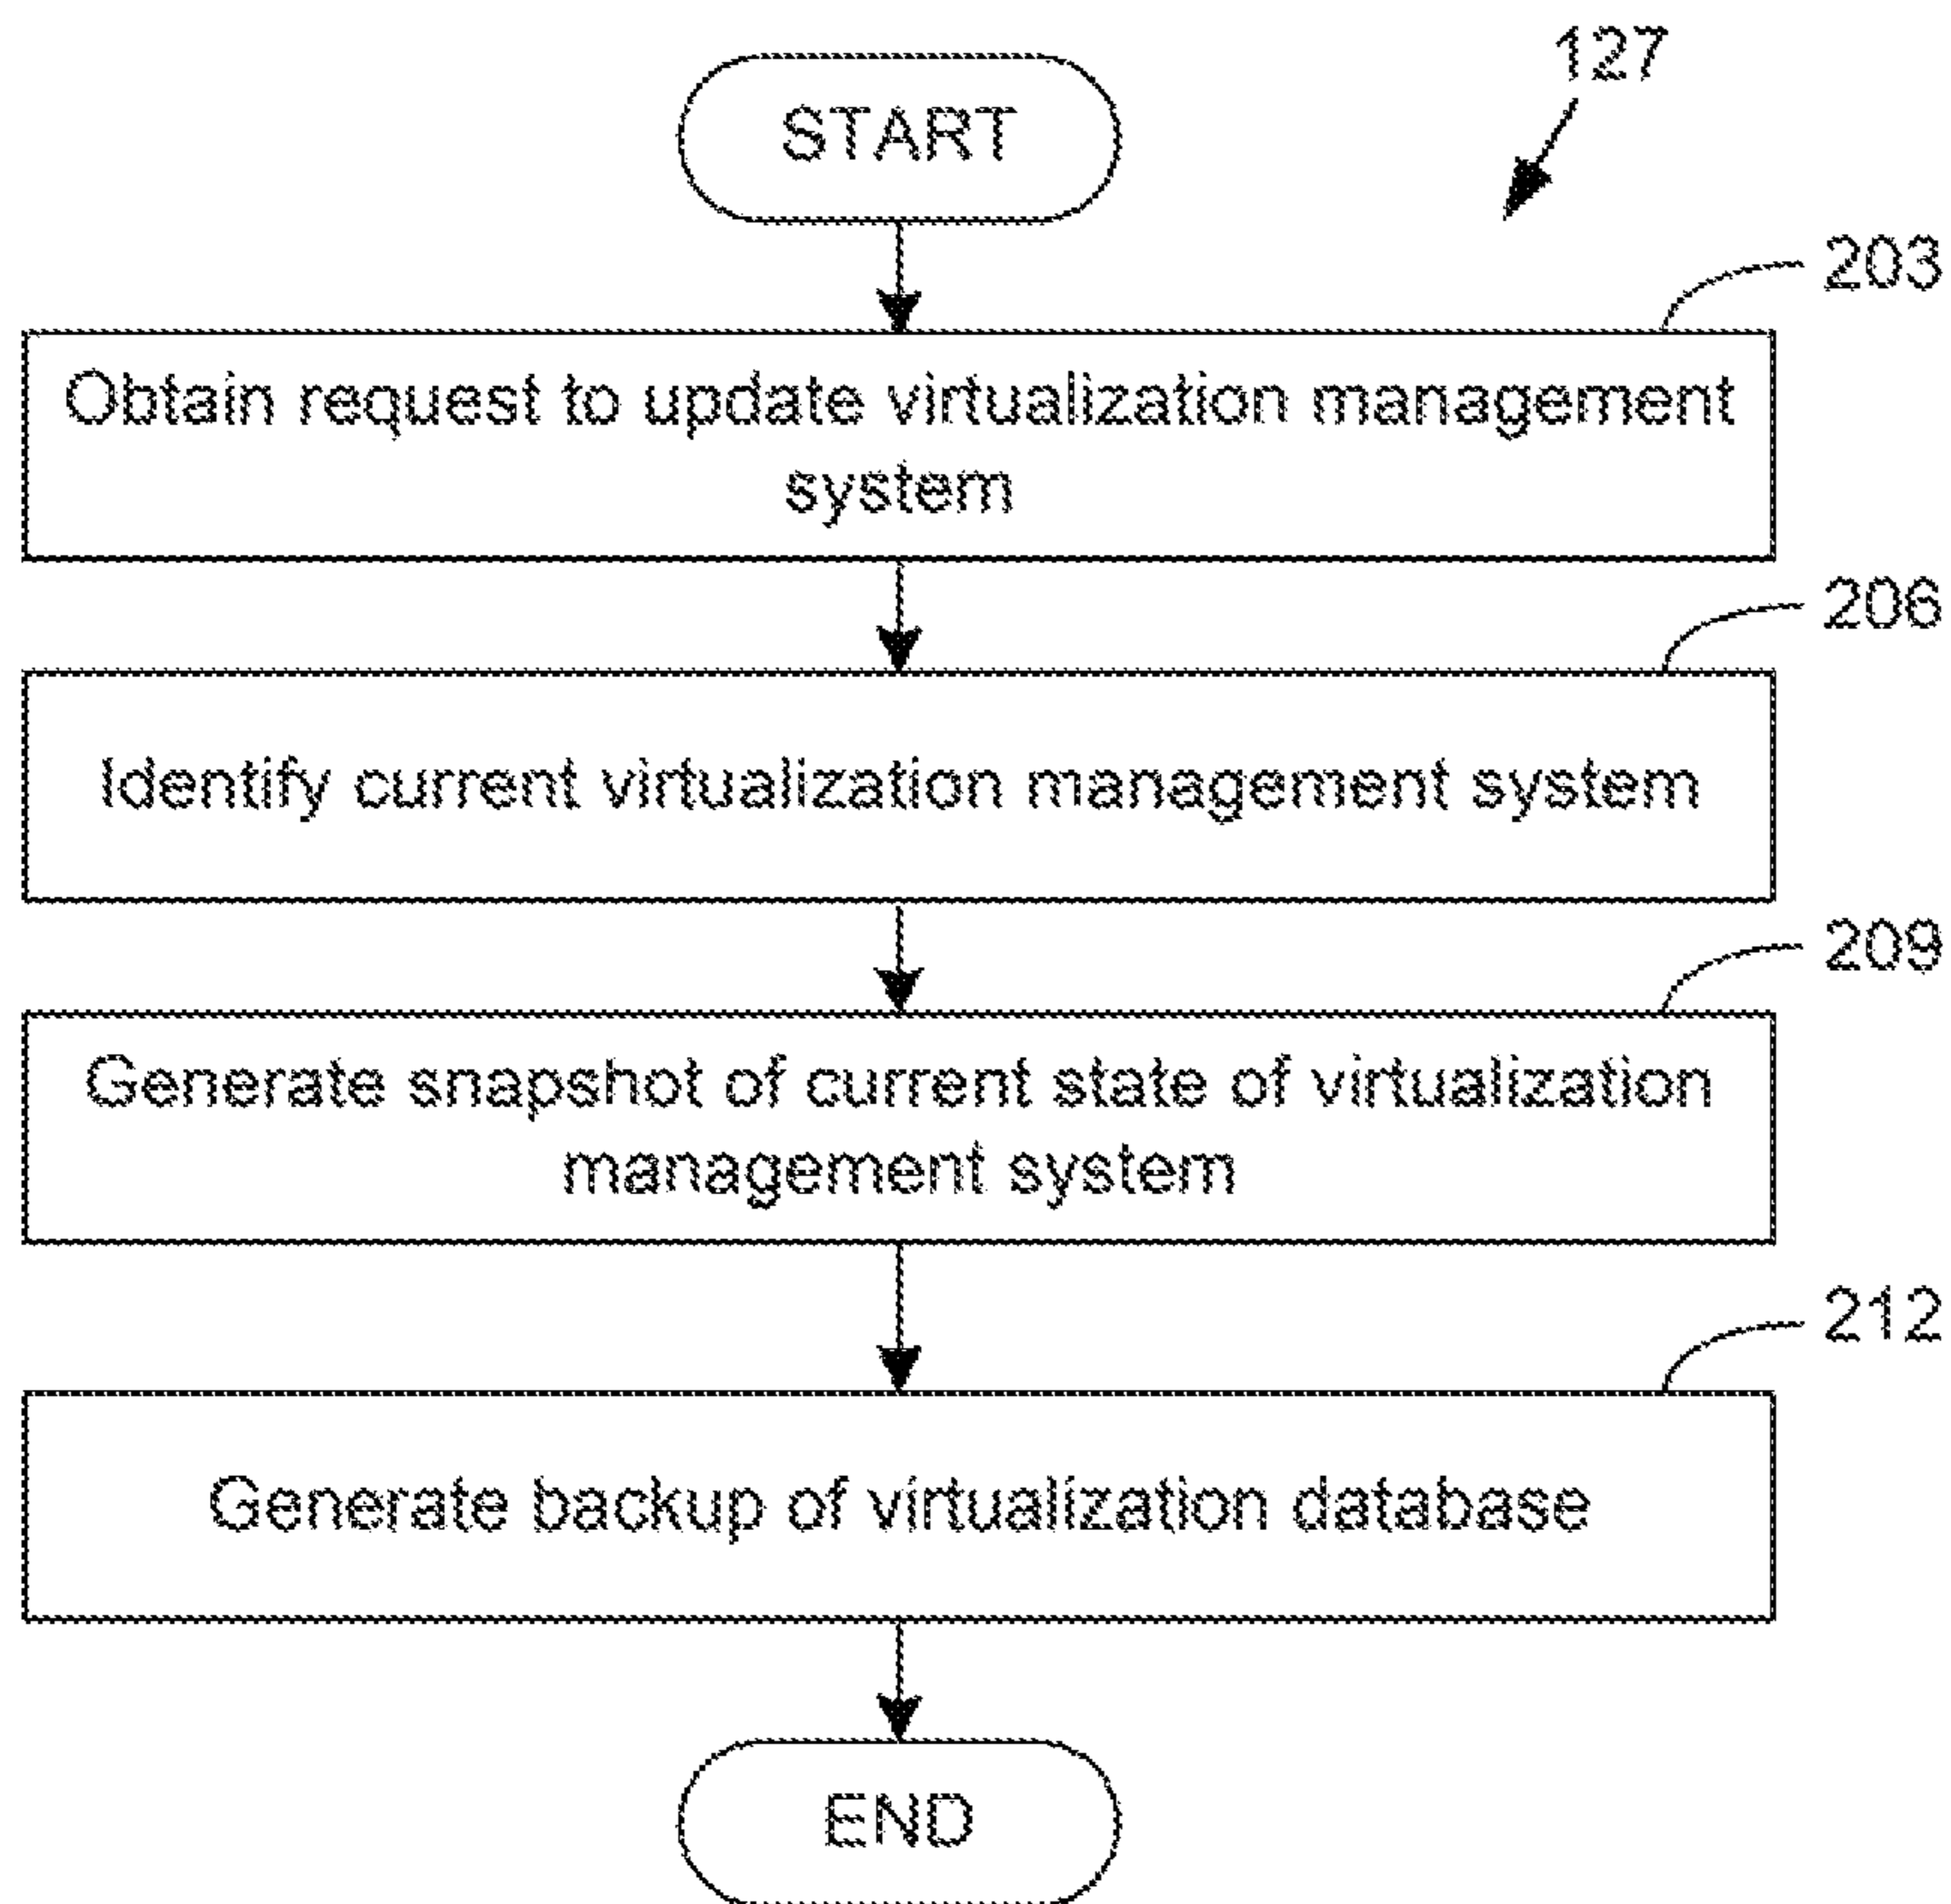 127
START
203
Obtain request to update virtualization management
system
206
Identify current virtualization management system
209
Generate snapshot of current state of virtualization
management system
212
Generate backup of virtualization database
END